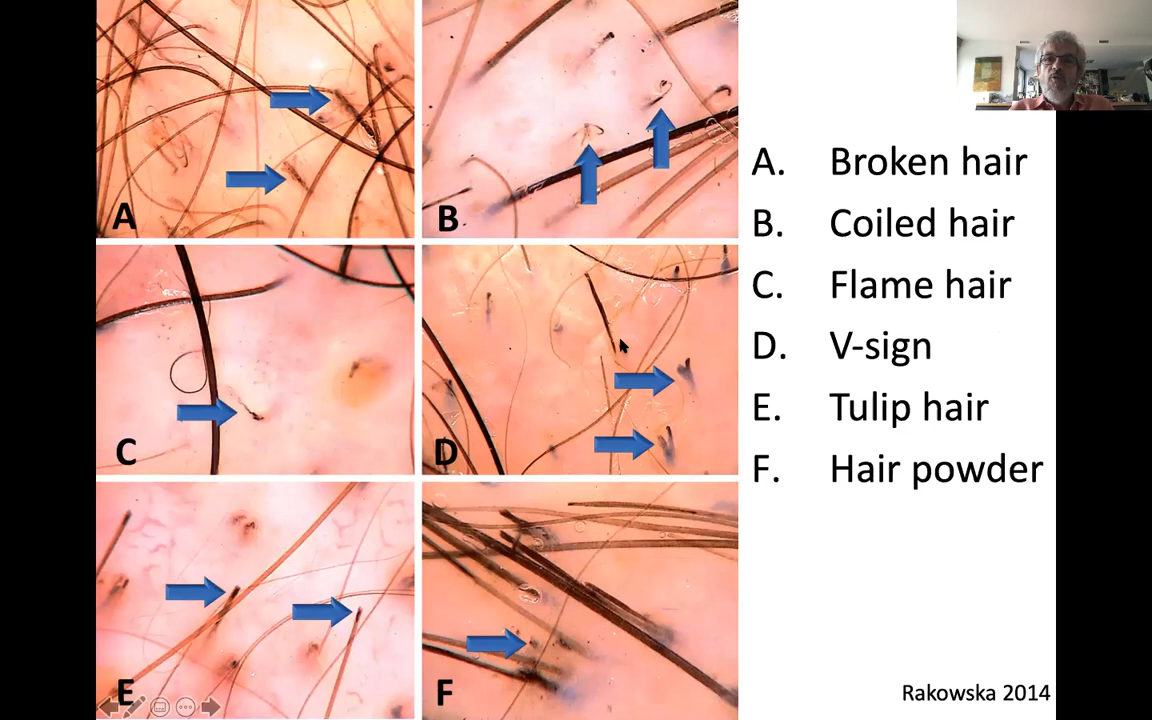 A
B
C
D
E
F
A. Broken hair
B. Coiled hair
C. Flame hair
D. V-sign
E. Tulip hair
F. Hair powder
Rakowska 2014